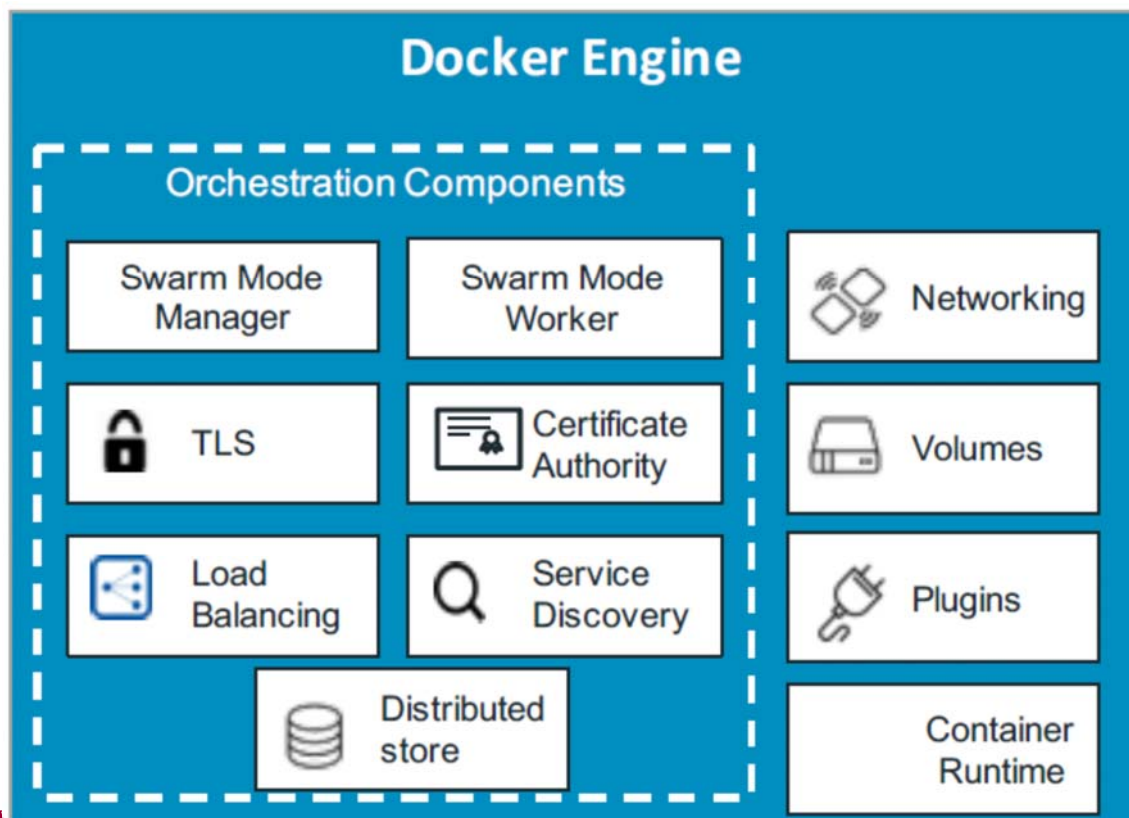 Docker Engine
Orchestration Components
Swarm Mode
Manager
Swarm Mode
Worker
Networking
TLS
Certificate
Authority
Volumes
Load
Balancing
Service
Discovery
Plugins
Distributed
store
Container
Runtime